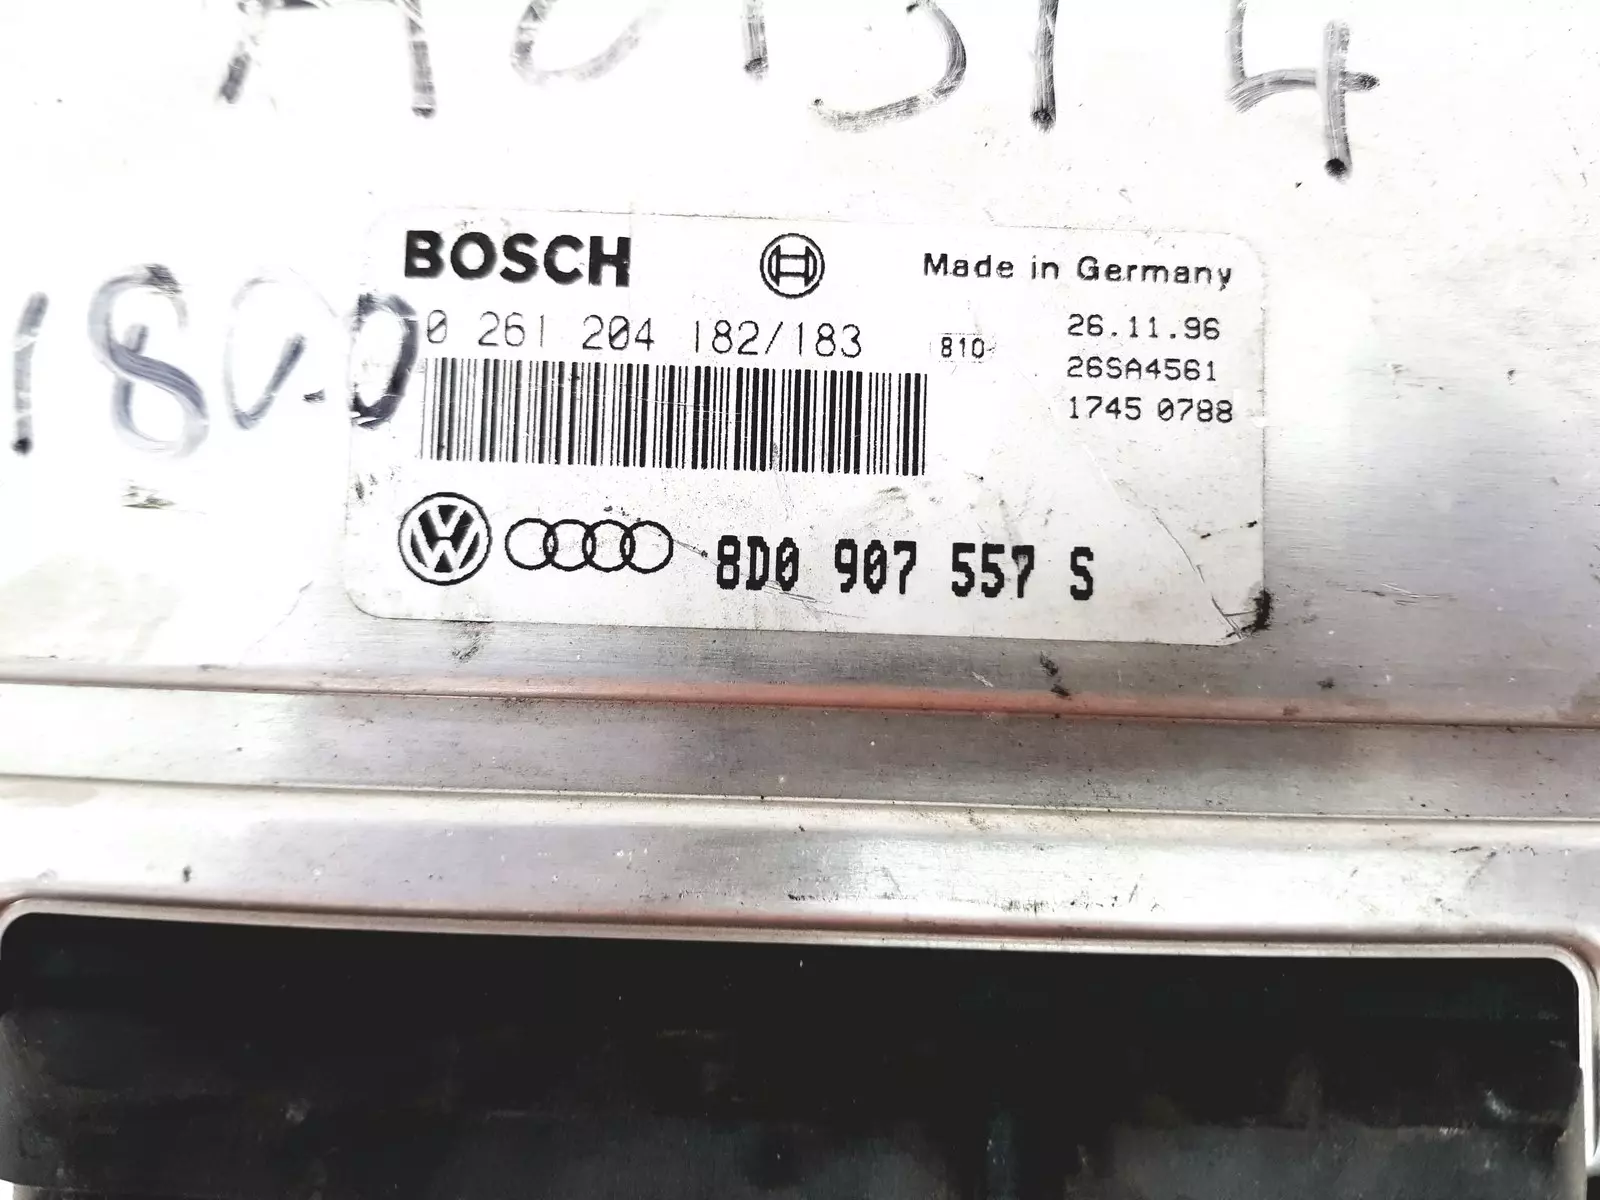 BOSCH
Made in Germany
0 261 204 182/183
810
26.11.96
26SA4561
1745 0788
1800
8D0 907 557 S